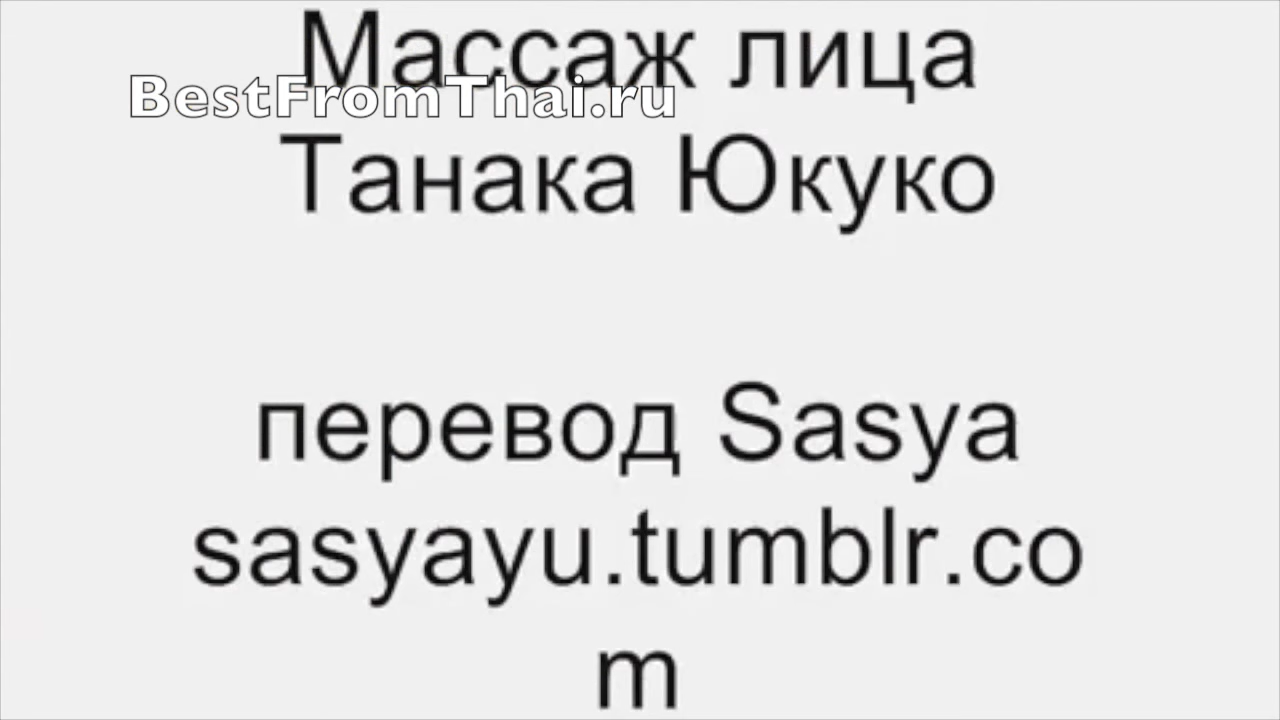 Массаж лица
BestFromThai.ru
Танака Юкуко
перевод Sasya
sasyayu.tumblr.co
m